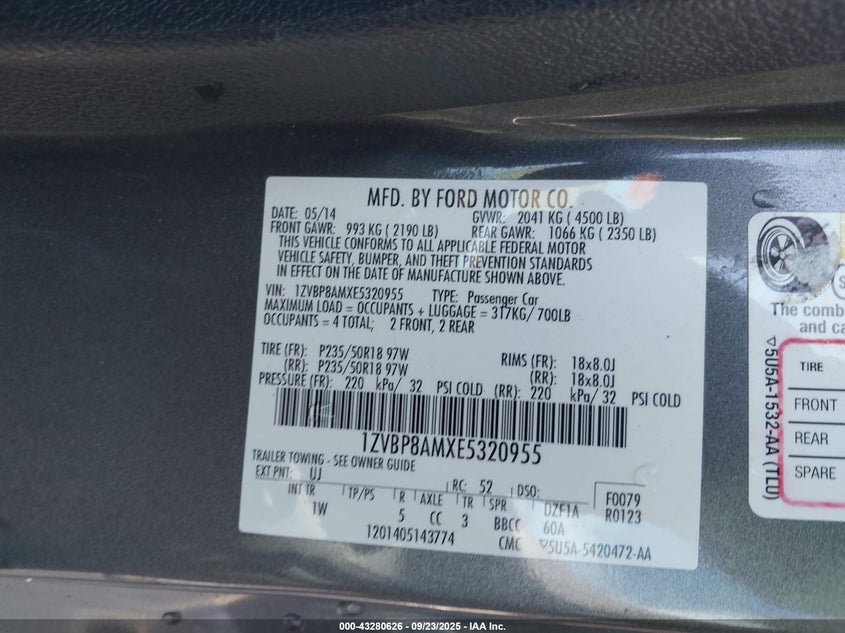 MFD. BY FORD MOTOR CO.
DATE: 05/14 GVWR: 2041 KG ( 4500 LB)
FRONT GAWR: 993 KG ( 2190 LB) REAR GAWR: 1066 KG ( 2350 LB)
THIS VEHICLE CONFORMS TO ALL APPLICABLE FEDERAL MOTOR
VEHICLE SAFETY, BUMPER, AND THEFT PREVENTION STANDARDS
IN EFFECT ON THE DATE OF MANUFACTURE SHOWN ABOVE.
VIN: 1ZVBP8AMXE5320955 TYPE: Passenger Car
MAXIMUM LOAD = OCCUPANTS + LUGGAGE = 317KG/ 700LB
OCCUPANTS = 4 TOTAL; 2 FRONT, 2 REAR
TIRE (FR): P235/50R18 97W RIMS (FR): 18x8.0J
(RR): P235/50R18 97W (RR): 18x8.0J
PRESSURE (FR): 220 kPa/ 32 PSI COLD (RR): 220 kPa/ 32 PSI COLD
1ZVBP8AMXE5320955
TRAILER TOWING - SEE OWNER GUIDE
EXT PNT: UJ RC: 52 DSO: F0079
INT TR TP/PS R AXLE TR SPR DZF1A R0123
1W 5 CC 3 BBCC 60A
1201405143774 CMC ▽5U5A-5420472-AA
The comb
and ca
▽5U5A-1532-AA (TLU)
TIRE
FRONT
REAR
SPARE
000-43280626 - 09/23/2025 - IAA Inc.